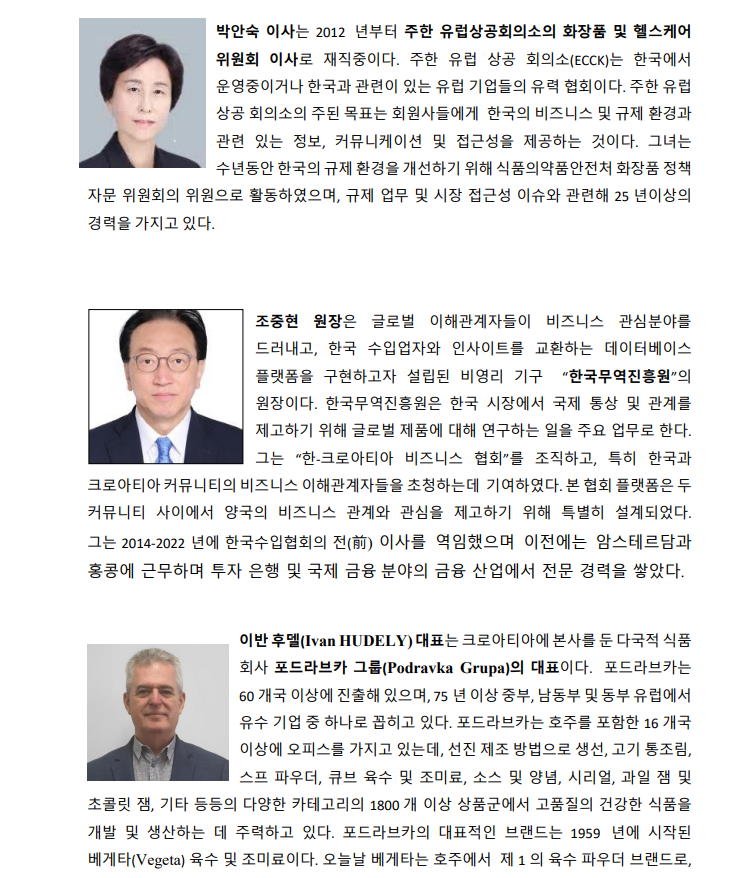 박안숙 이사는 2012 년부터 주한 유럽상공회의소의 화장품 및 헬스케어
위원회 이사로 재직중이다. 주한 유럽 상공 회의소(ECCK)는 한국에서
운영중이거나 한국과 관련이 있는 유럽 기업들의 유력 협회이다. 주한 유럽
상공 회의소의 주된 목표는 회원사들에게 한국의 비즈니스 및 규제 환경과
관련 있는 정보, 커뮤니케이션 및 접근성을 제공하는 것이다. 그녀는
수년동안 한국의 규제 환경을 개선하기 위해 식품의약품안전처 화장품 정책
자문 위원회의 위원으로 활동하였으며, 규제 업무 및 시장 접근성 이슈와 관련해 25 년이상의
경력을 가지고 있다.
조중현 원장은 글로벌 이해관계자들이 비즈니스 관심분야를
드러내고, 한국 수입업자와 인사이트를 교환하는 데이터베이스
플랫폼을 구현하고자 설립된 비영리 기구 “한국무역진흥원”의
원장이다. 한국무역진흥원은 한국 시장에서 국제 통상 및 관계를
제고하기 위해 글로벌 제품에 대해 연구하는 일을 주요 업무로 한다.
그는 “한-크로아티아 비즈니스 협회”를 조직하고, 특히 한국과
크로아티아 커뮤니티의 비즈니스 이해관계자들을 초청하는데 기여하였다. 본 협회 플랫폼은 두
커뮤니티 사이에서 양국의 비즈니스 관계와 관심을 제고하기 위해 특별히 설계되었다.
그는 2014-2022 년에 한국수입협회의 전(前) 이사를 역임했으며 이전에는 암스테르담과
홍콩에 근무하며 투자 은행 및 국제 금융 분야의 금융 산업에서 전문 경력을 쌓았다.
이반 후델(Ivan HUDELY) 대표는 크로아티아에 본사를 둔 다국적 식품
회사 포드라브카 그룹(Podravka Grupa)의 대표이다. 포드라브카는
60 개국 이상에 진출해 있으며, 75 년 이상 중부, 남동부 및 동부 유럽에서
유수 기업 중 하나로 꼽히고 있다. 포드라브카는 호주를 포함한 16 개국
이상에 오피스를 가지고 있는데, 선진 제조 방법으로 생선, 고기 통조림,
스프 파우더, 큐브 육수 및 조미료, 소스 및 양념, 시리얼, 과일 잼 및
초콜릿 잼, 기타 등등의 다양한 카테고리의 1800 개 이상 상품군에서 고품질의 건강한 식품을
개발 및 생산하는 데 주력하고 있다. 포드라브카의 대표적인 브랜드는 1959 년에 시작된
베게타(Vegeta) 육수 및 조미료이다. 오늘날 베게타는 호주에서 제 1 의 육수 파우더 브랜드로,